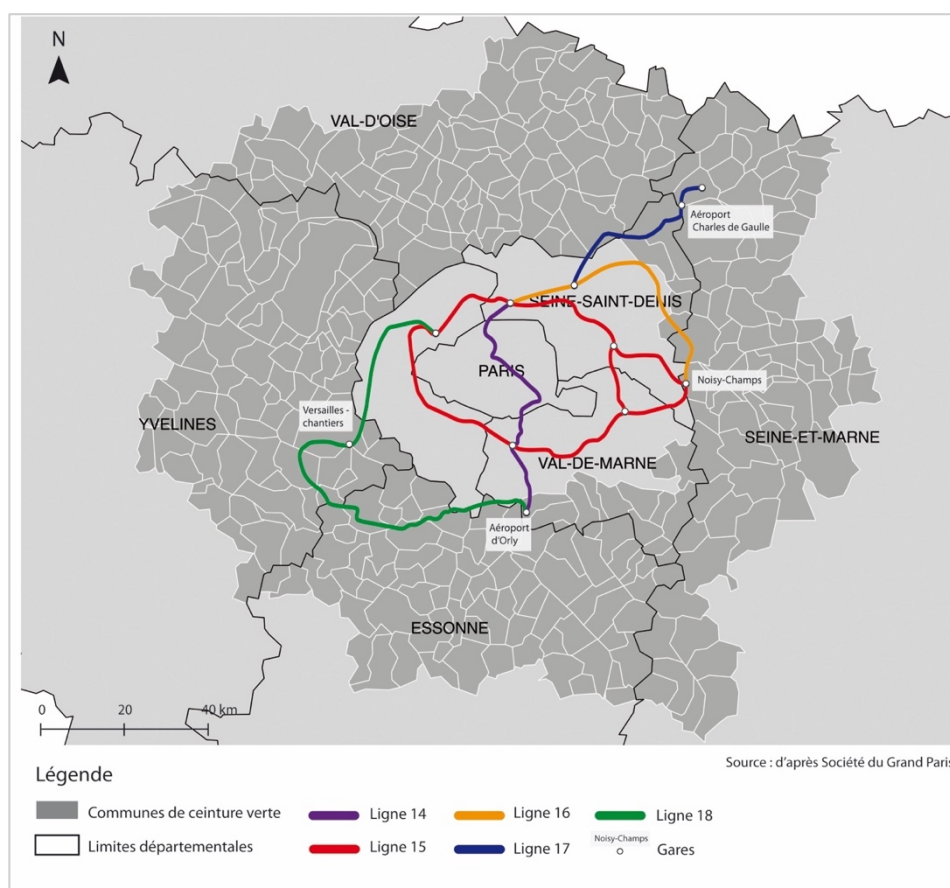 N
VAL-D'OISE
Aéroport
Charles de Gaulle
SEINE-SAINT-DENIS
PARIS
Noisy-Champs
Versailles -
chantiers
YVELINES
SEINE-ET-MARNE
VAL-DE-MARNE
Aéroport
d'Orly
ESSONNE
0 20 40 km
Source : d'après Société du Grand Paris
Légende
Communes de ceinture verte
Limites départementales
Ligne 14
Ligne 16
Ligne 18
Ligne 15
Ligne 17
Noisy-Champs
Gares